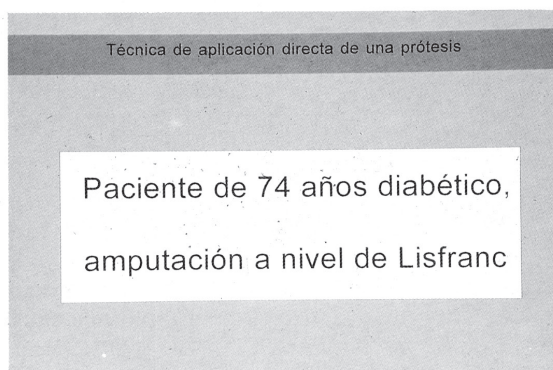 Técnica de aplicación directa de una prótesis
Paciente de 74 años diabético,
amputación a nivel de Lisfranc